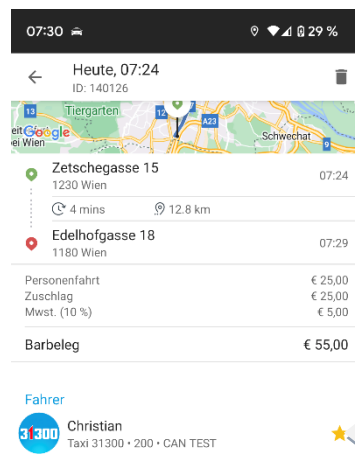 07:30 29 %
Heute, 07:24
ID: 140126
13 Tiergarten 12 A23
Google Schwechat
ei Wien 9
Zetschegasse 15 07:24
1230 Wien
4 mins 12.8 km
Edelhofgasse 18 07:29
1180 Wien
Personenfahrt € 25,00
Zuschlag € 25,00
Mwst. (10 %) € 5,00
Barbeleg € 55,00
Fahrer
31300 Christian
Taxi 31300 • 200 • CAN TEST